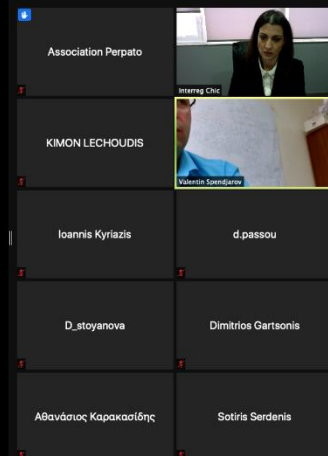 Association Perpato
Interreg Chic
KIMON LECHOUDIS
Valentin Spendjarov
Ioannis Kyriazis
d.passou
D_stoyanova
Dimitrios Gartsonis
Αθανάσιος Καρακασίδης
Sotiris Serdenis